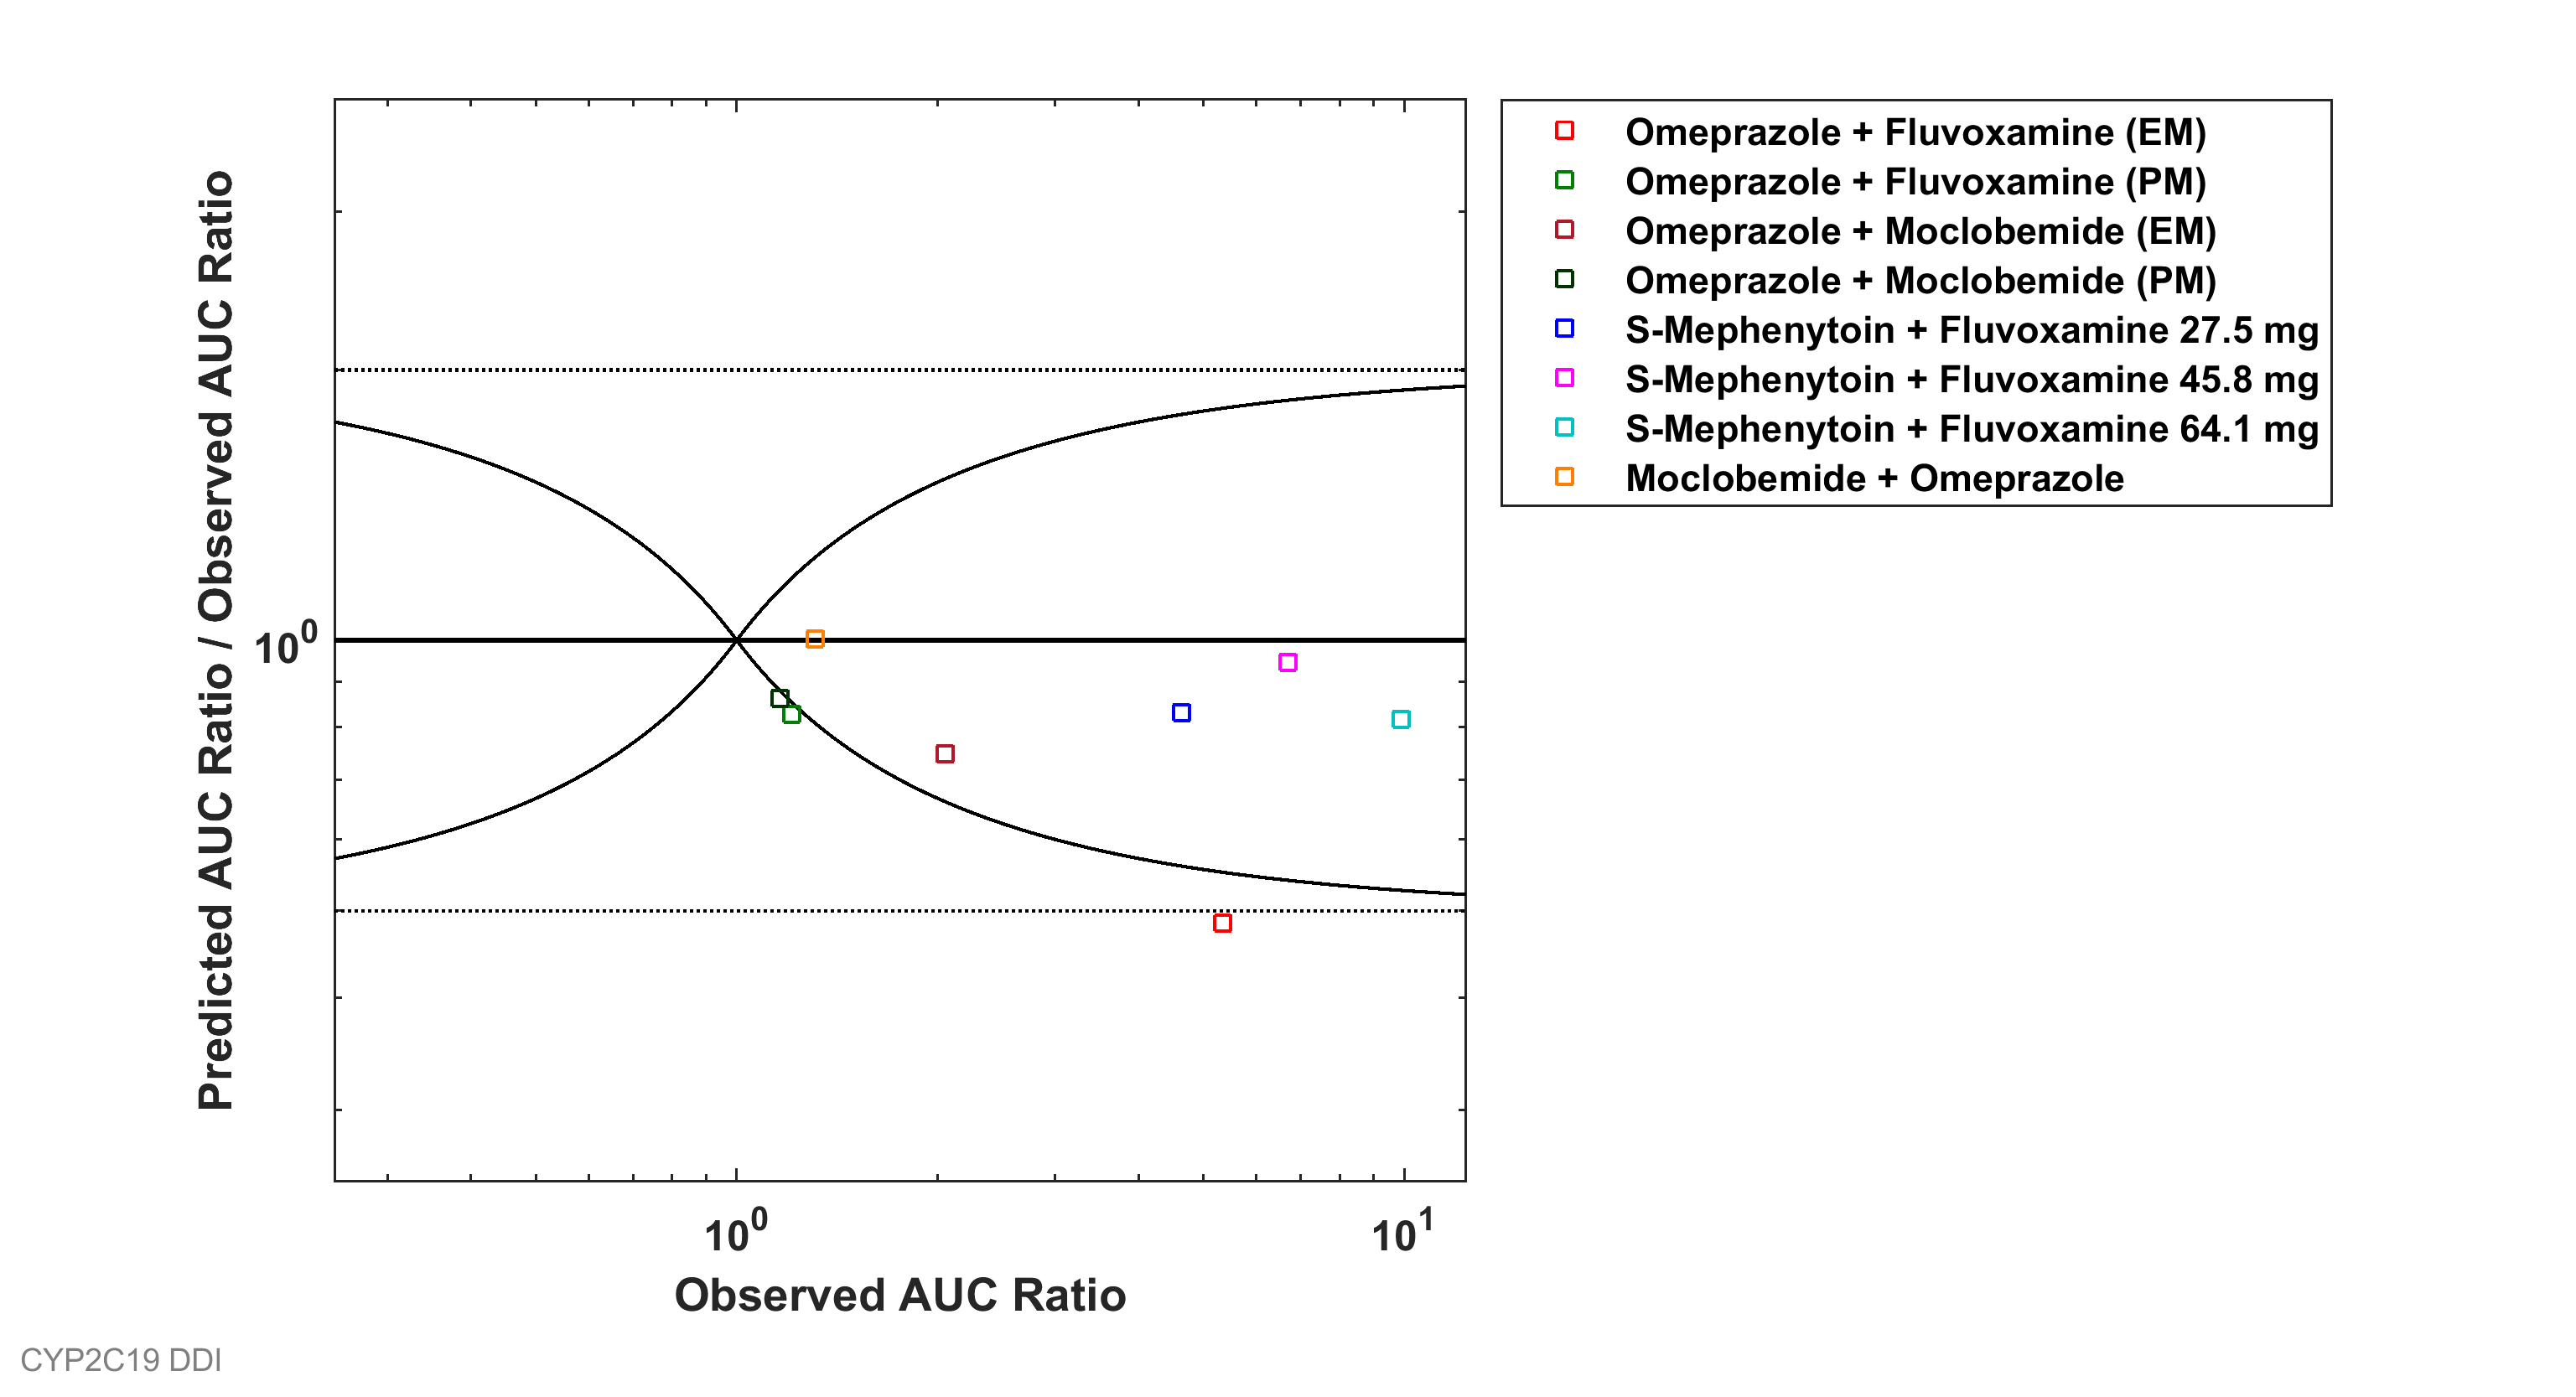 Predicted AUC Ratio / Observed AUC Ratio
10^0
10^0
10^1
Observed AUC Ratio
Omeprazole + Fluvoxamine (EM)
Omeprazole + Fluvoxamine (PM)
Omeprazole + Moclobemide (EM)
Omeprazole + Moclobemide (PM)
S-Mephenytoin + Fluvoxamine 27.5 mg
S-Mephenytoin + Fluvoxamine 45.8 mg
S-Mephenytoin + Fluvoxamine 64.1 mg
Moclobemide + Omeprazole
CYP2C19 DDI